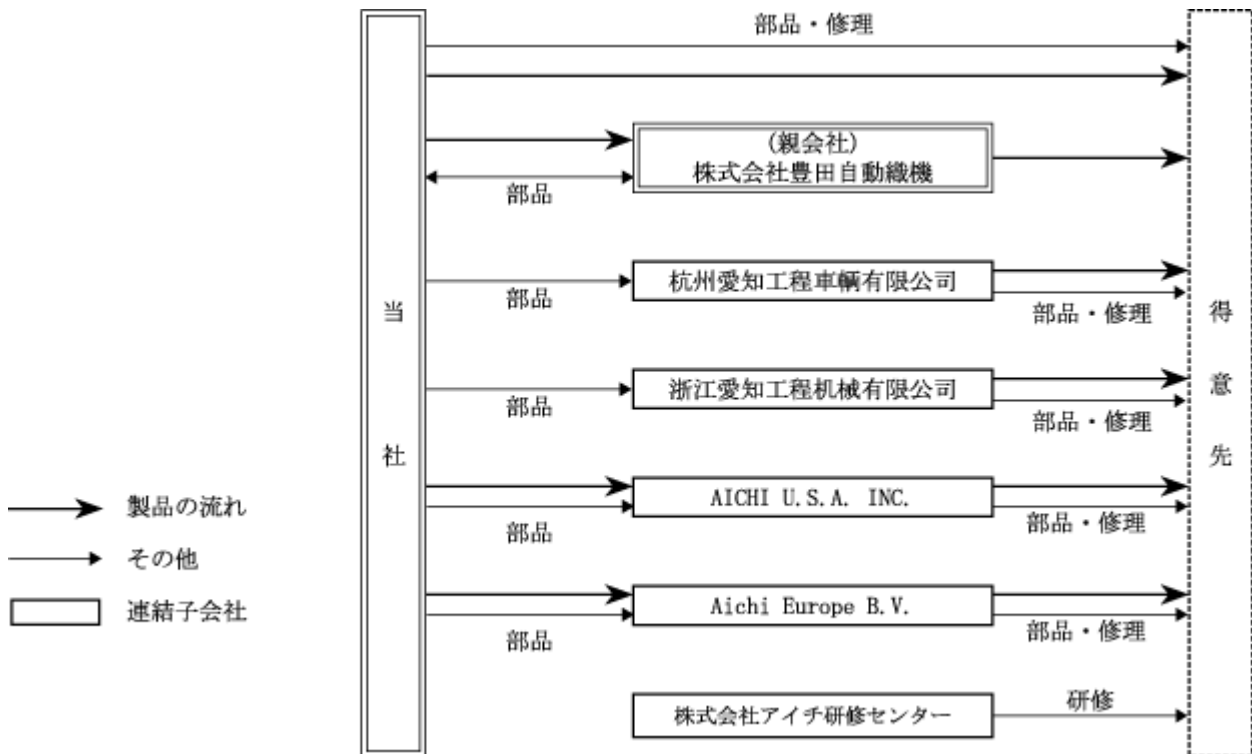 部品・修理
(親会社)
株式会社豊田自動織機
部品
杭州愛知工程車輌有限公司
部品
部品・修理
当社
得意先
浙江愛知工程机械有限公司
部品
部品・修理
AICHI U.S.A. INC.
部品
部品・修理
製品の流れ
その他
連結子会社
Aichi Europe B.V.
部品
部品・修理
株式会社アイチ研修センター
研修